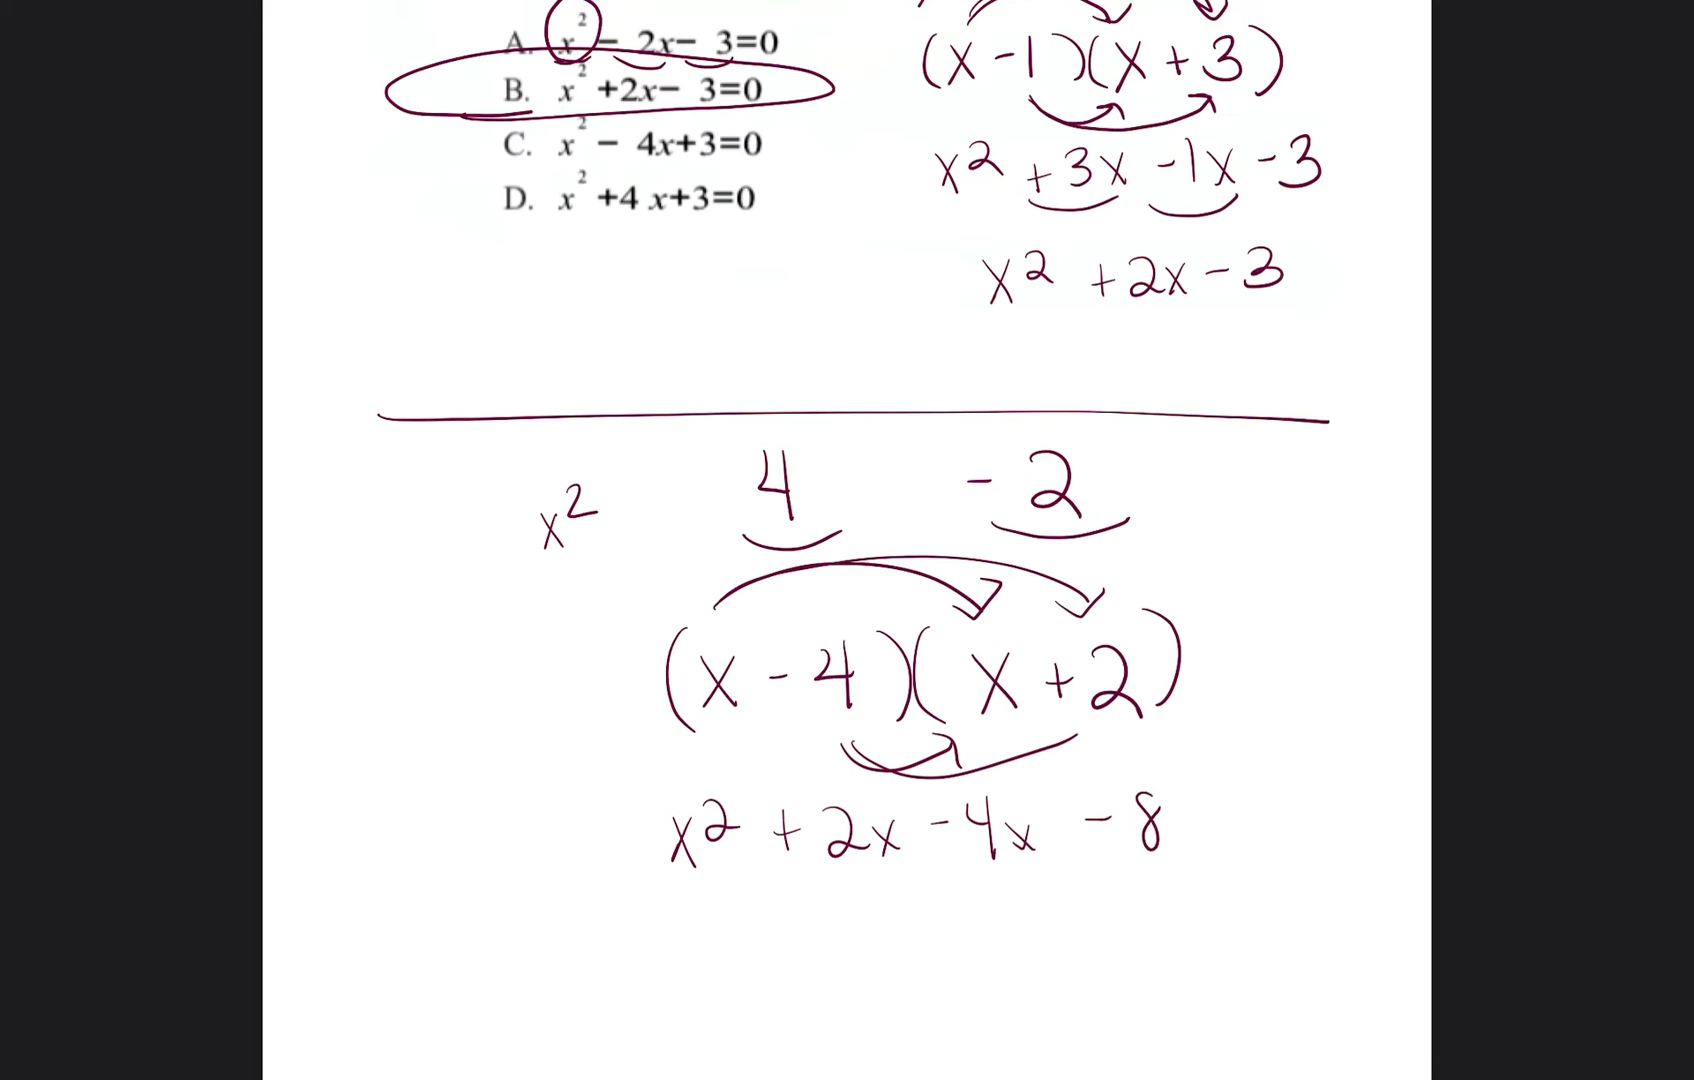 A. x² − 2x− 3=0
B. x² +2x− 3=0
C. x² − 4x+3=0
D. x² +4 x+3=0
(x -1)(x + 3)
x² + 3x -1x - 3
x² + 2x - 3
x² 4 - 2
(x - 4)(x + 2)
x² + 2x - 4x - 8